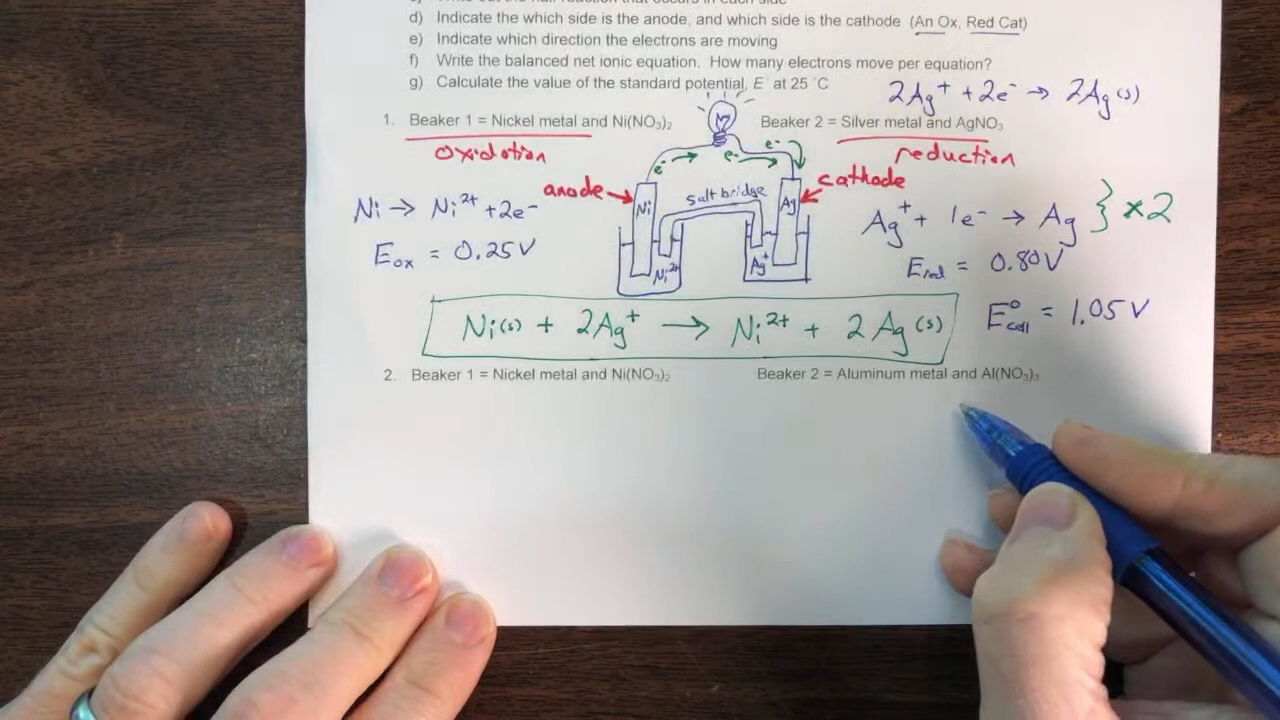 d) Indicate the which side is the anode, and which side is the cathode (An Ox, Red Cat)
e) Indicate which direction the electrons are moving
f) Write the balanced net ionic equation. How many electrons move per equation?
g) Calculate the value of the standard potential, E° at 25 °C
2Ag⁺ + 2e⁻ → 2Ag(s)
1. Beaker 1 = Nickel metal and Ni(NO₃)₂ Beaker 2 = Silver metal and AgNO₃
oxidation
reduction
e⁻ e⁻ e⁻
anode
cathode
salt bridge
Ni
Ag
Ni → Ni²⁺ + 2e⁻
Ag⁺ + 1e⁻ → Ag } ×2
Eox = 0.25V
Ered = 0.80V
Ni²⁺
Ag⁺
E°cell = 1.05 V
Ni(s) + 2Ag⁺ → Ni²⁺ + 2Ag(s)
2. Beaker 1 = Nickel metal and Ni(NO₃)₂ Beaker 2 = Aluminum metal and Al(NO₃)₃